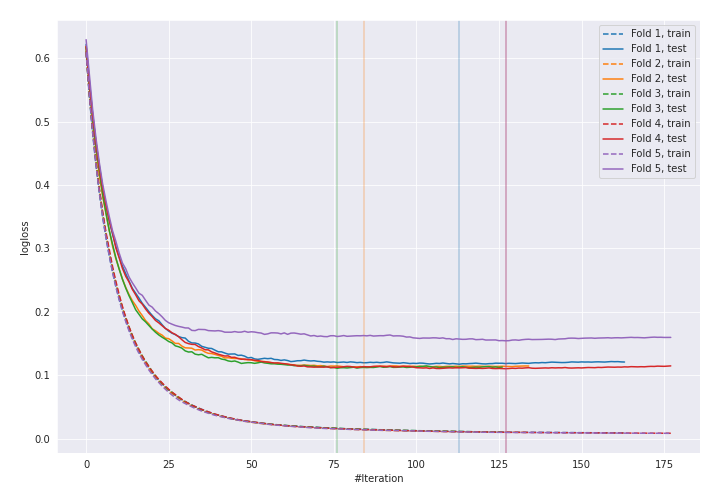 0.6
0.5
0.4
0.3
0.2
0.1
0.0
logloss
0
25
50
75
100
125
150
175
#Iteration
Fold 1, train
Fold 1, test
Fold 2, train
Fold 2, test
Fold 3, train
Fold 3, test
Fold 4, train
Fold 4, test
Fold 5, train
Fold 5, test